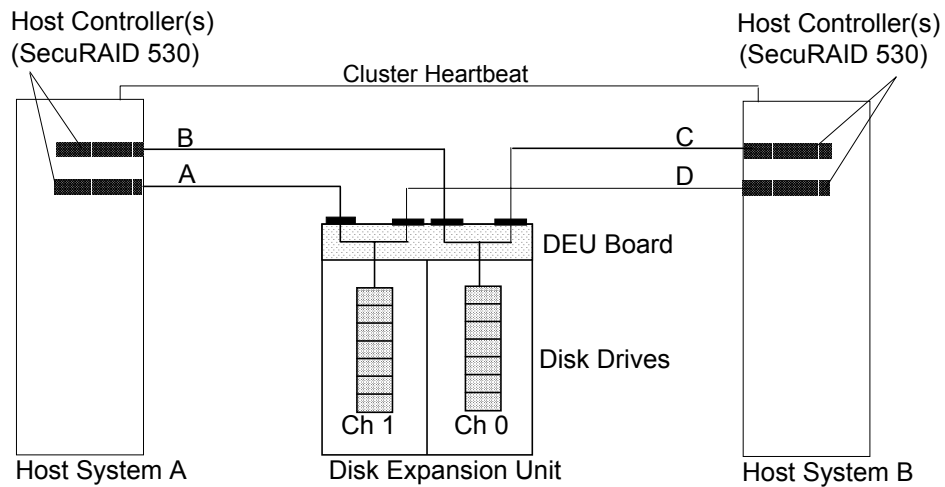 Host Controller(s)
(SecuRAID 530)
Host Controller(s)
(SecuRAID 530)
Cluster Heartbeat
B
C
A
D
DEU Board
Disk Drives
Ch 1
Ch 0
Host System A
Disk Expansion Unit
Host System B